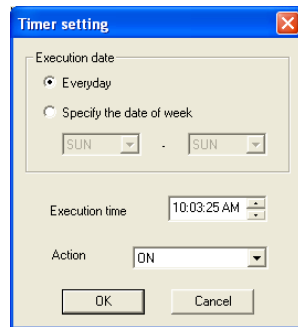 Timer setting
Execution date
Everyday
Specify the date of week
SUN - SUN
Execution time 10:03:25 AM
Action ON
OK Cancel